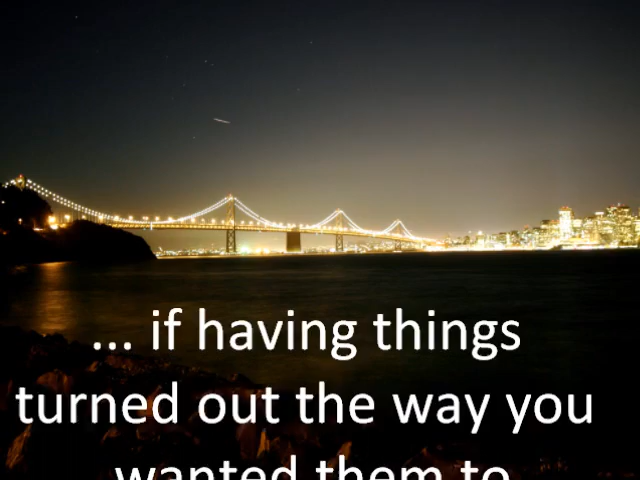 ... if having things
turned out the way you
wanted them to